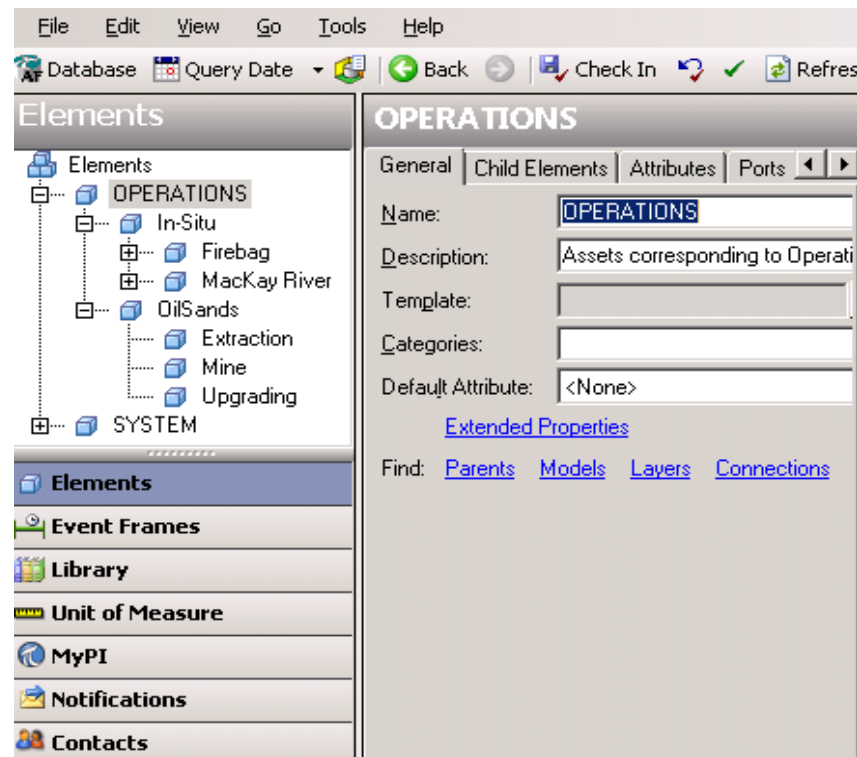 File Edit View Go Tools Help
Database Query Date Back Check In Refres
Elements
Elements
OPERATIONS
In-Situ
Firebag
MacKay River
OilSands
Extraction
Mine
Upgrading
SYSTEM
Elements
Event Frames
Library
Unit of Measure
MyPI
Notifications
Contacts
OPERATIONS
General Child Elements Attributes Ports
Name: OPERATIONS
Description: Assets corresponding to Operati
Template:
Categories:
Default Attribute: <None>
Extended Properties
Find: Parents Models Layers Connections